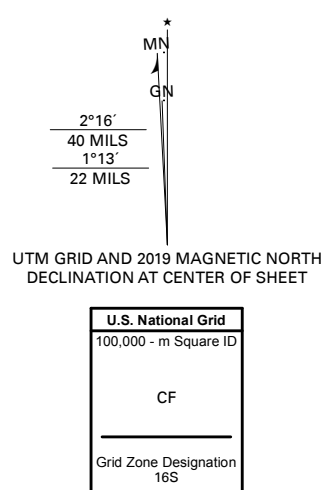 ★
MN
GN
2°16´
40 MILS
1°13´
22 MILS
UTM GRID AND 2019 MAGNETIC NORTH
DECLINATION AT CENTER OF SHEET
U.S. National Grid
100,000 - m Square ID
CF
Grid Zone Designation
16S